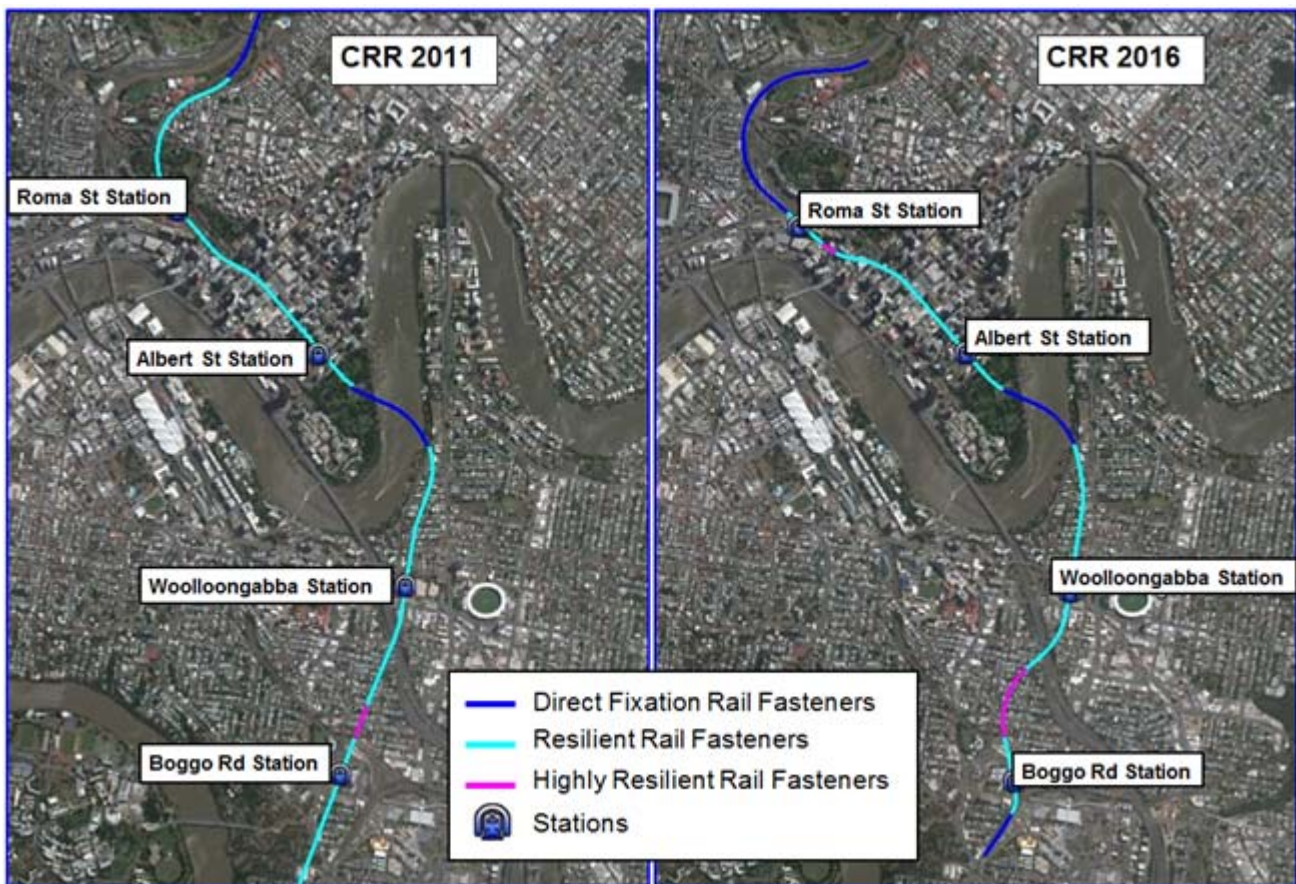 CRR 2011
Roma St Station
Albert St Station
Woolloongabba Station
Boggo Rd Station
CRR 2016
Roma St Station
Albert St Station
Woolloongabba Station
Boggo Rd Station
Direct Fixation Rail Fasteners
Resilient Rail Fasteners
Highly Resilient Rail Fasteners
Stations